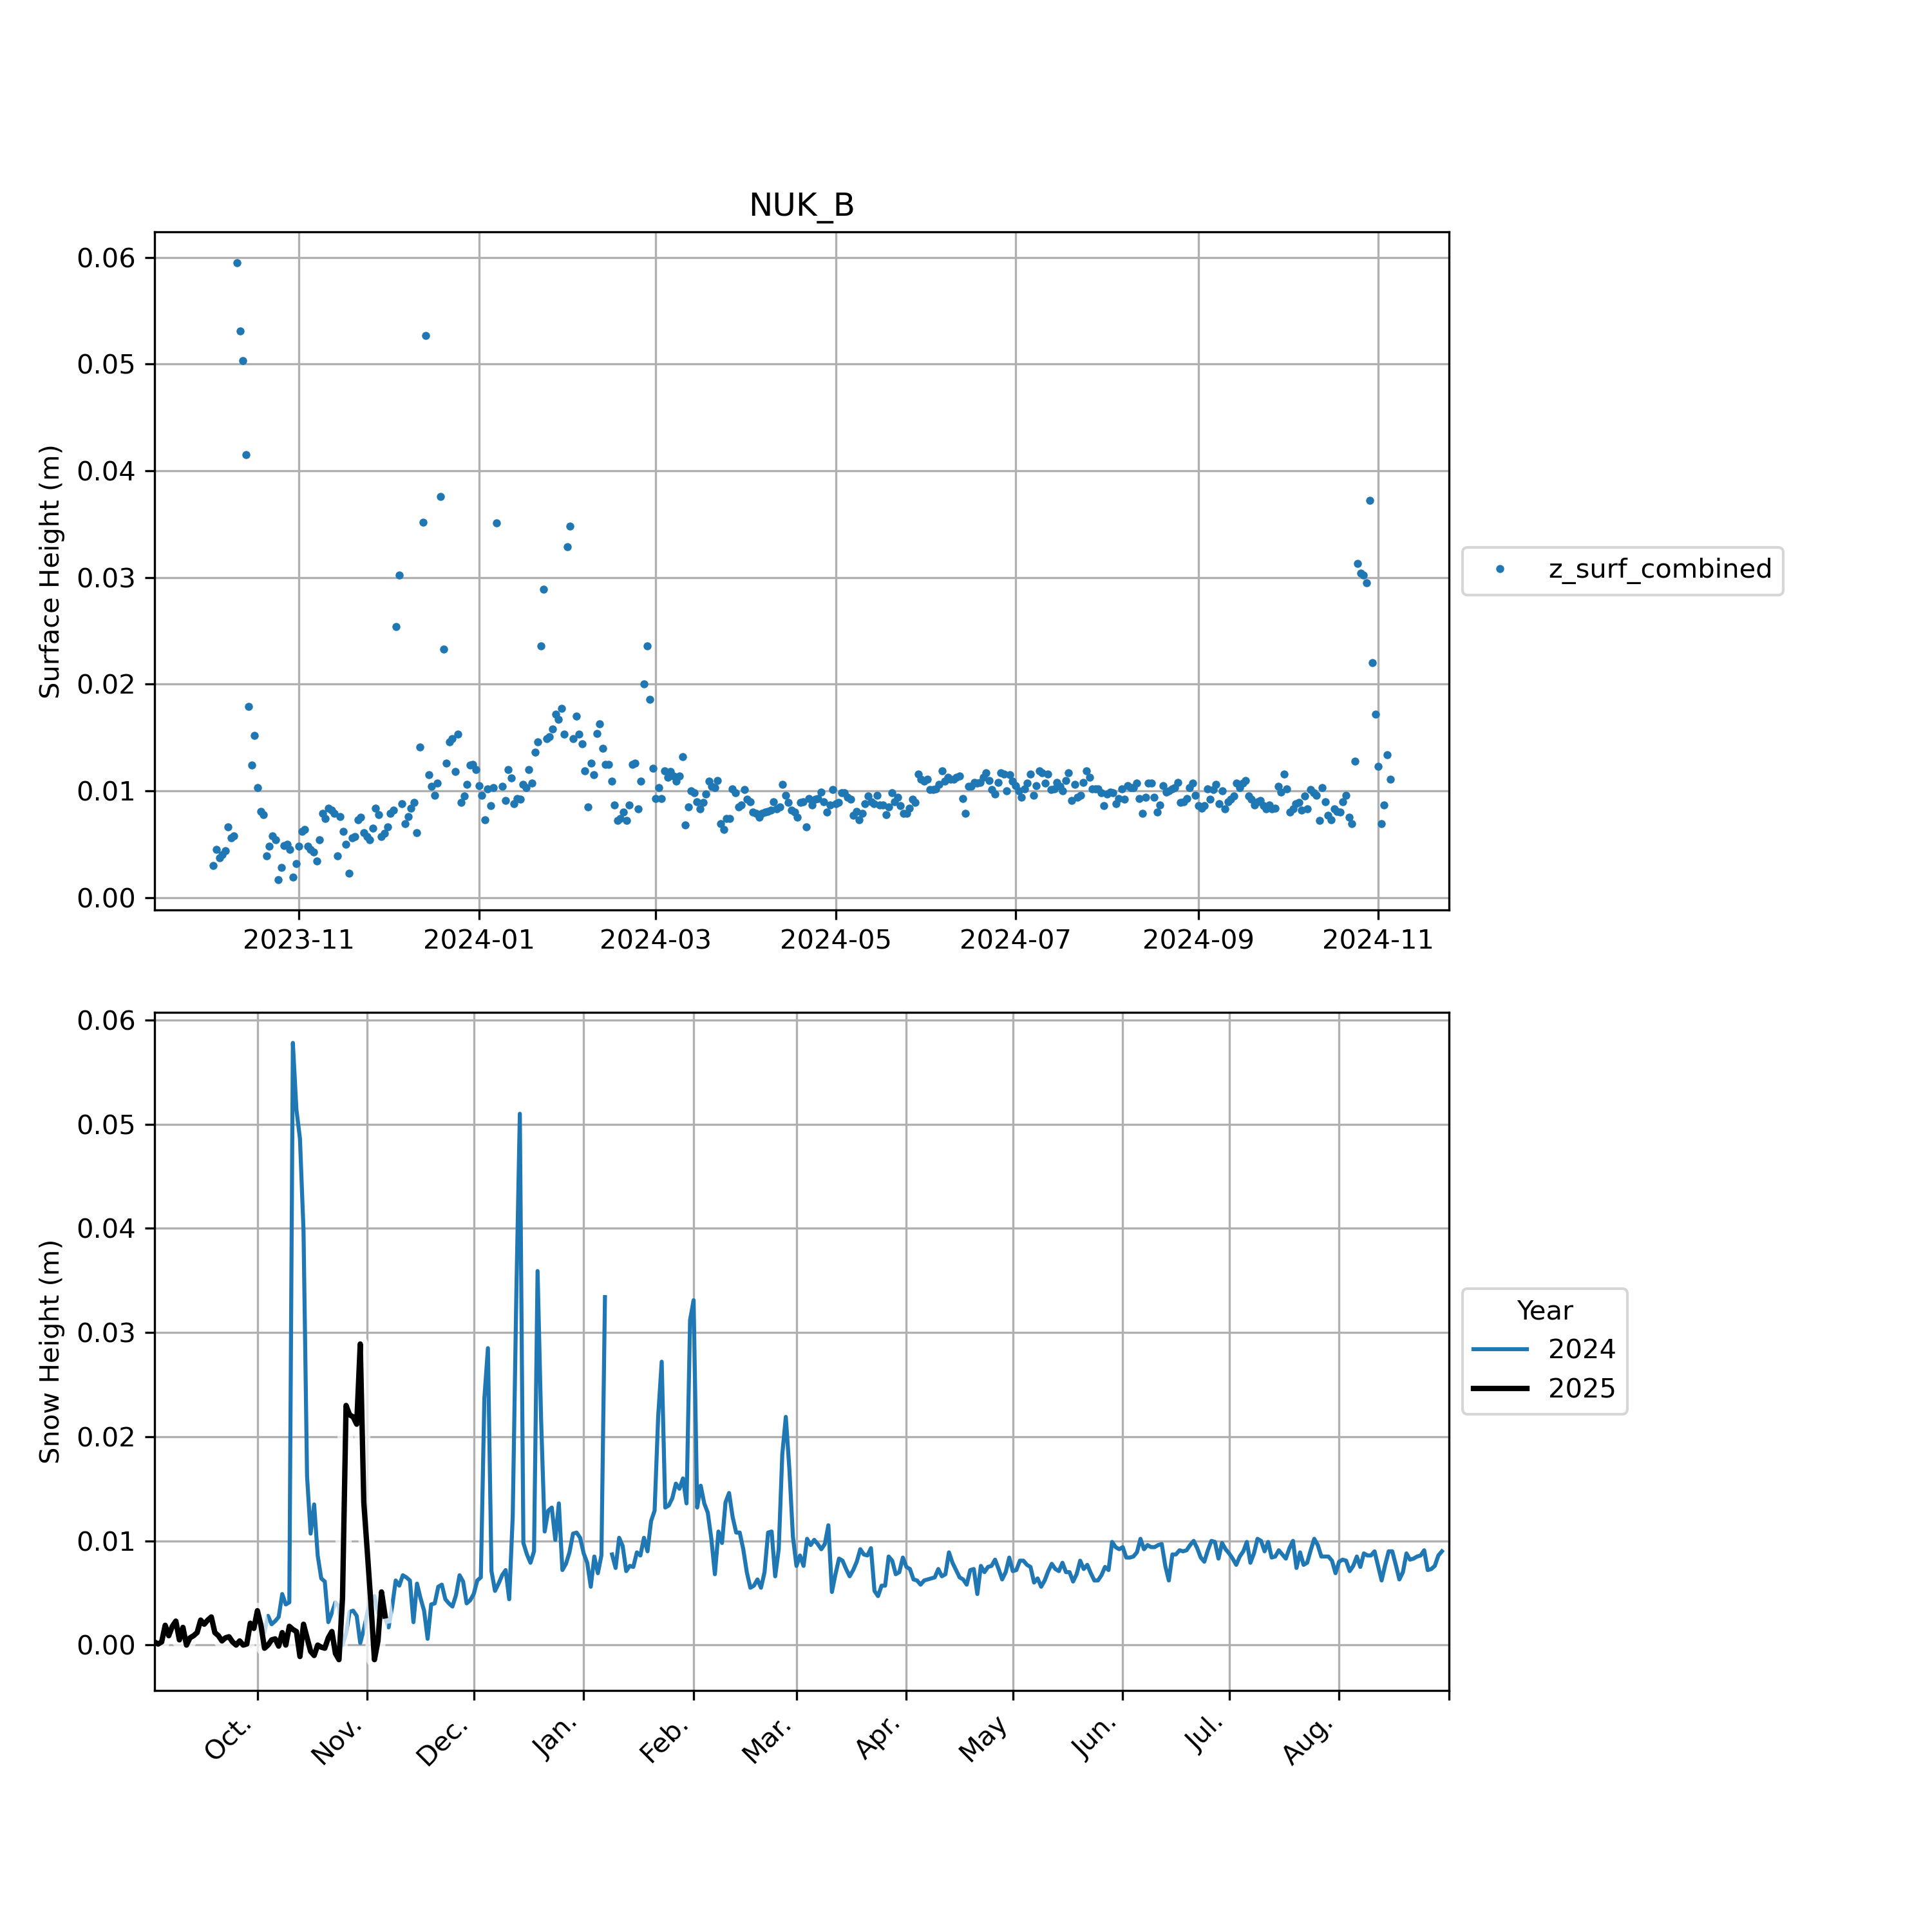 NUK_B
0.06
0.05
0.04
0.03
0.02
0.01
0.00
Surface Height (m)
2023-11 2024-01 2024-03 2024-05 2024-07 2024-09 2024-11
z_surf_combined
0.06
0.05
0.04
0.03
0.02
0.01
0.00
Snow Height (m)
Oct. Nov. Dec. Jan. Feb. Mar. Apr. May Jun. Jul. Aug.
Year
2024
2025